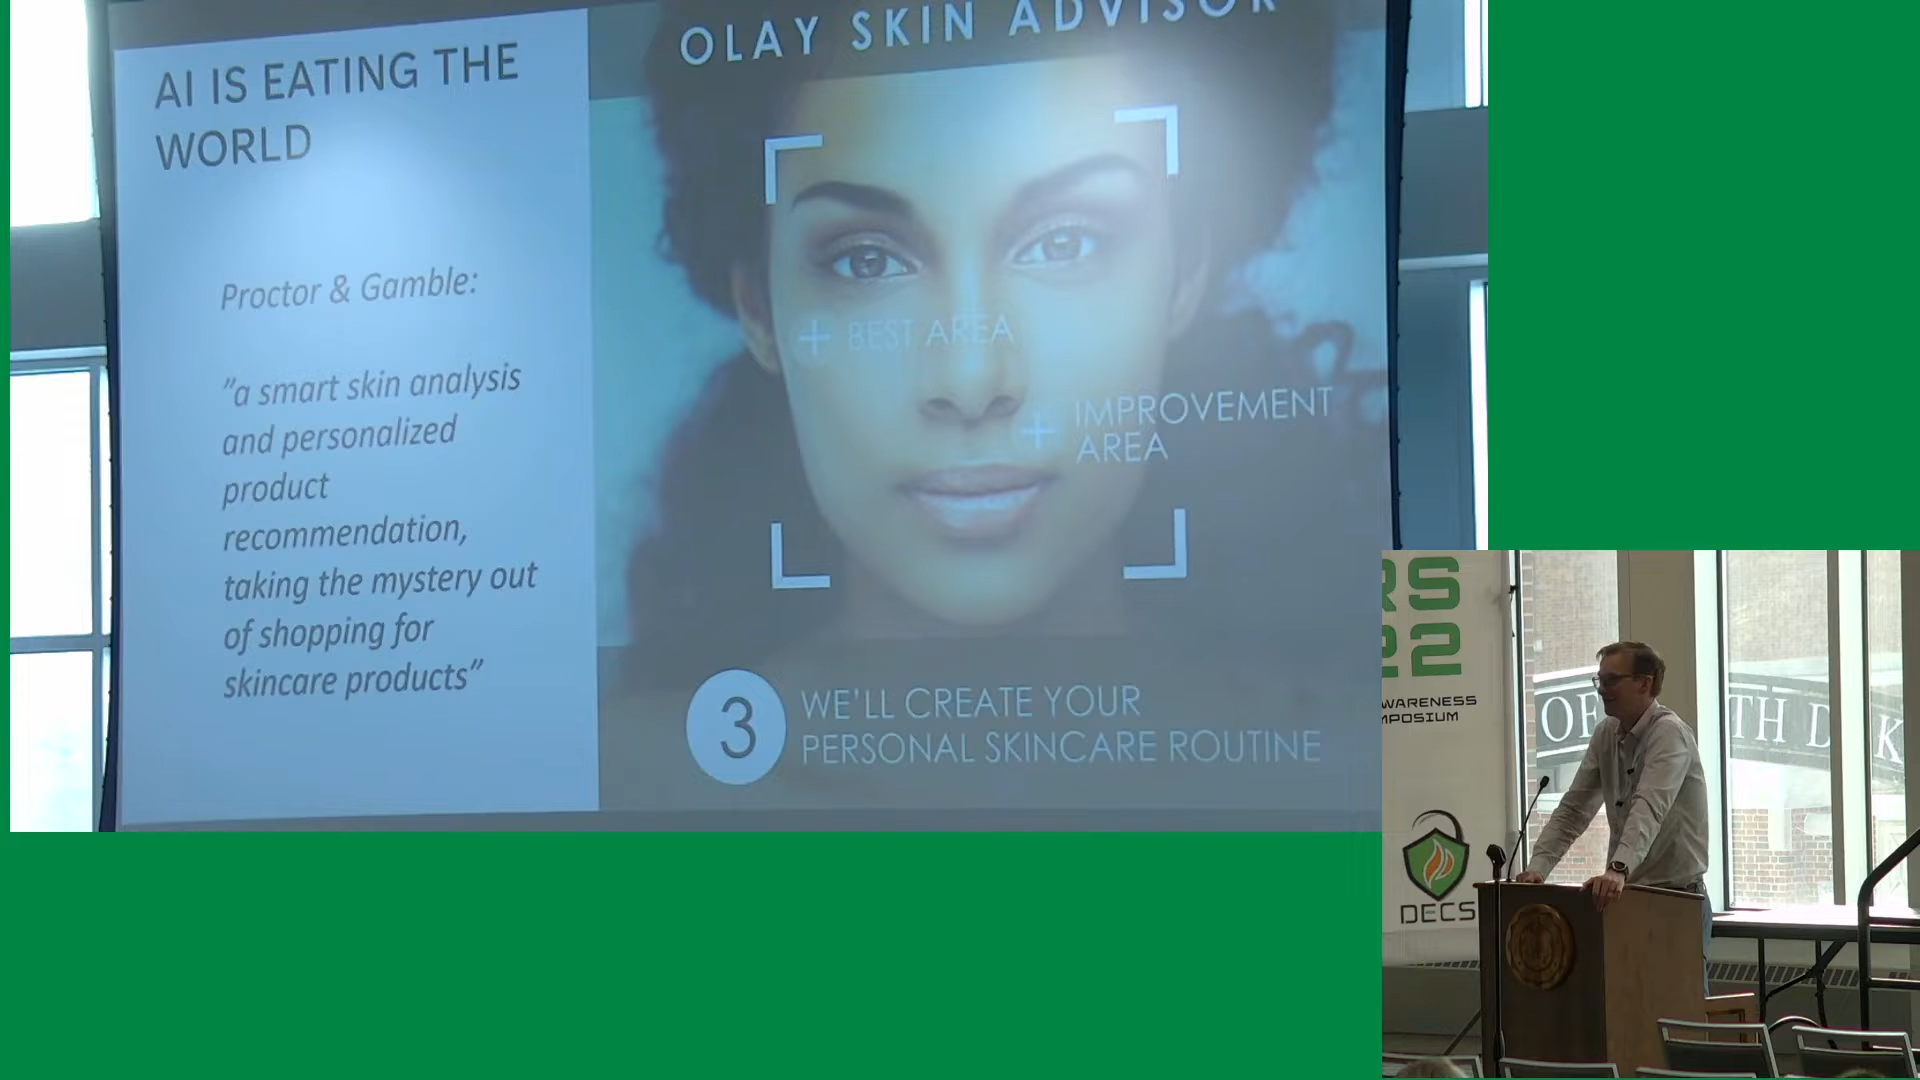 AI IS EATING THE
WORLD
Proctor & Gamble:
"a smart skin analysis
and personalized
product
recommendation,
taking the mystery out
of shopping for
skincare products"
OLAY SKIN ADVISOR
+ BEST AREA
+ IMPROVEMENT
AREA
3
WE'LL CREATE YOUR
PERSONAL SKINCARE ROUTINE
RS
22
WARENESS
MPOSIUM
DECS
OF
TH D
K